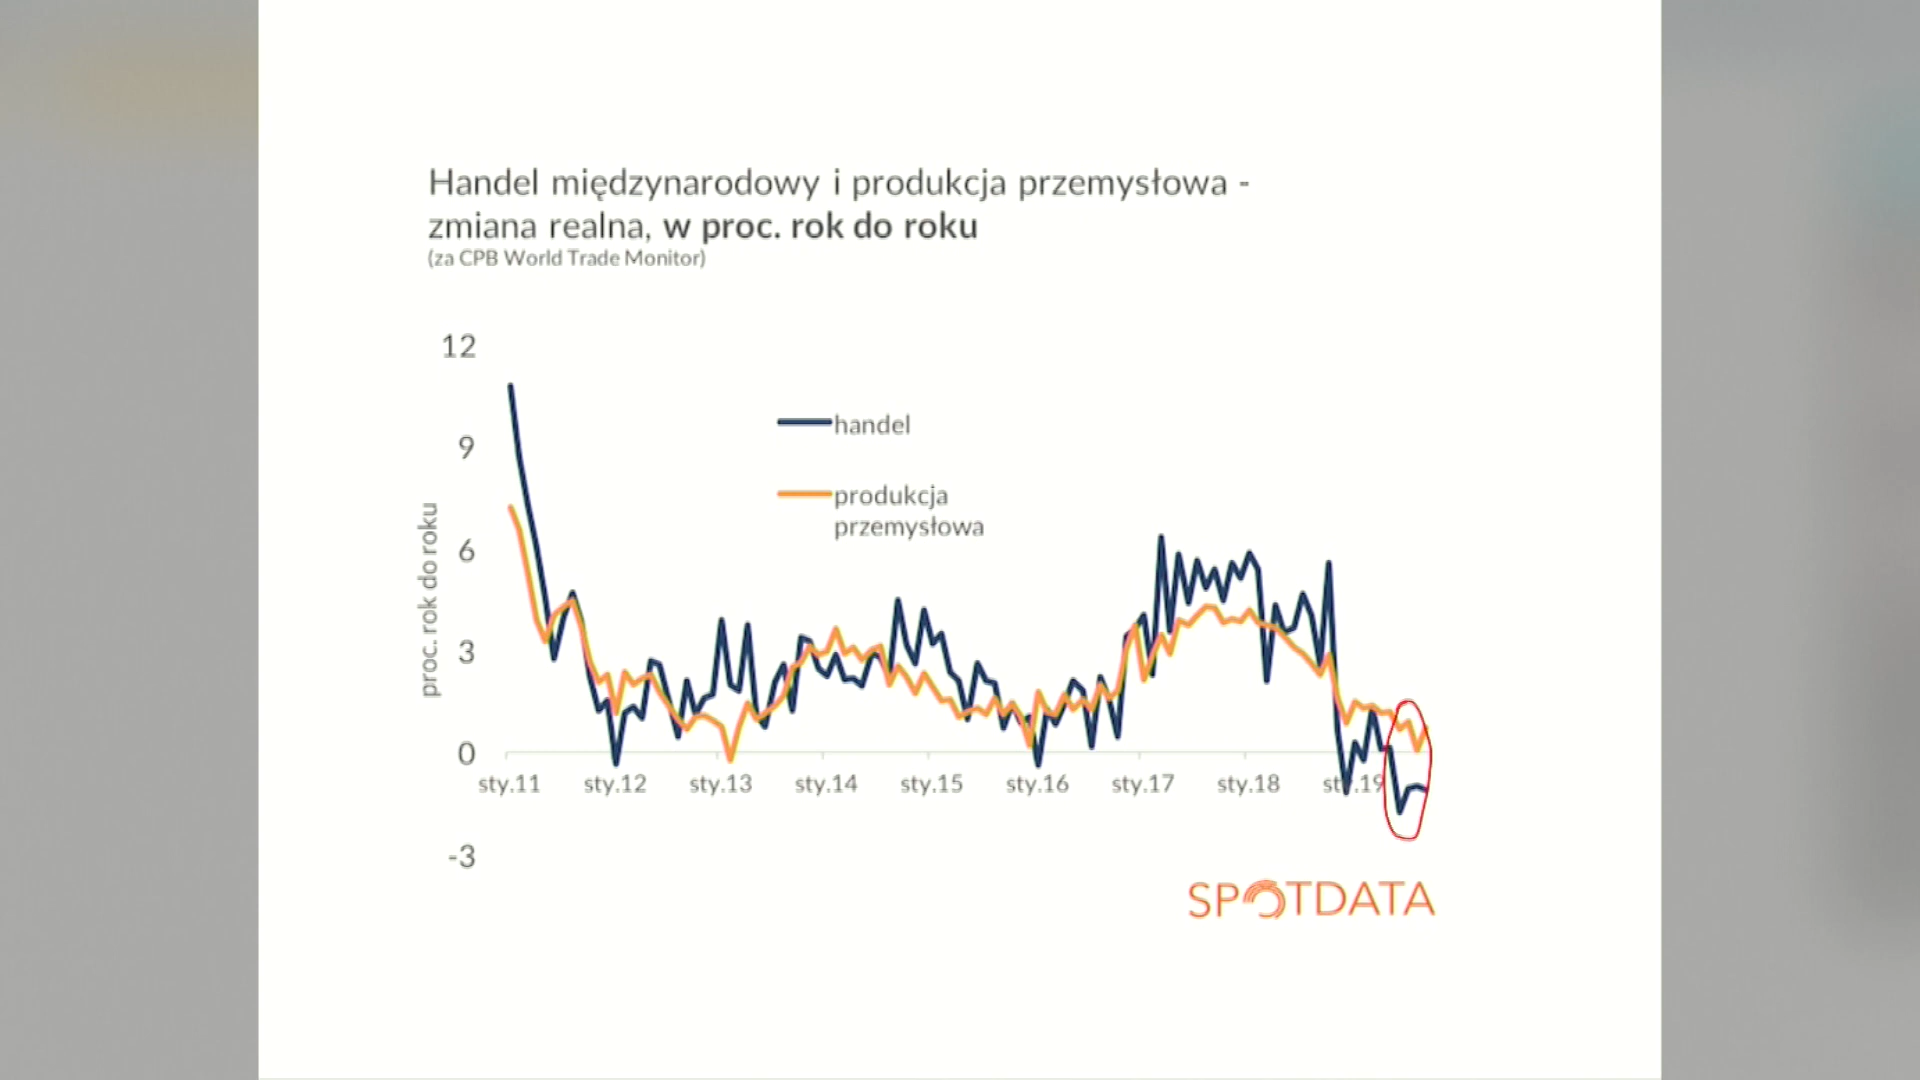 Handel międzynarodowy i produkcja przemysłowa -
zmiana realna, w proc. rok do roku
(za CPB World Trade Monitor)
12
9
6
3
0
-3
proc. rok do roku
handel
produkcja
przemysłowa
sty.11 sty.12 sty.13 sty.14 sty.15 sty.16 sty.17 sty.18 sty.19
SPOTDATA